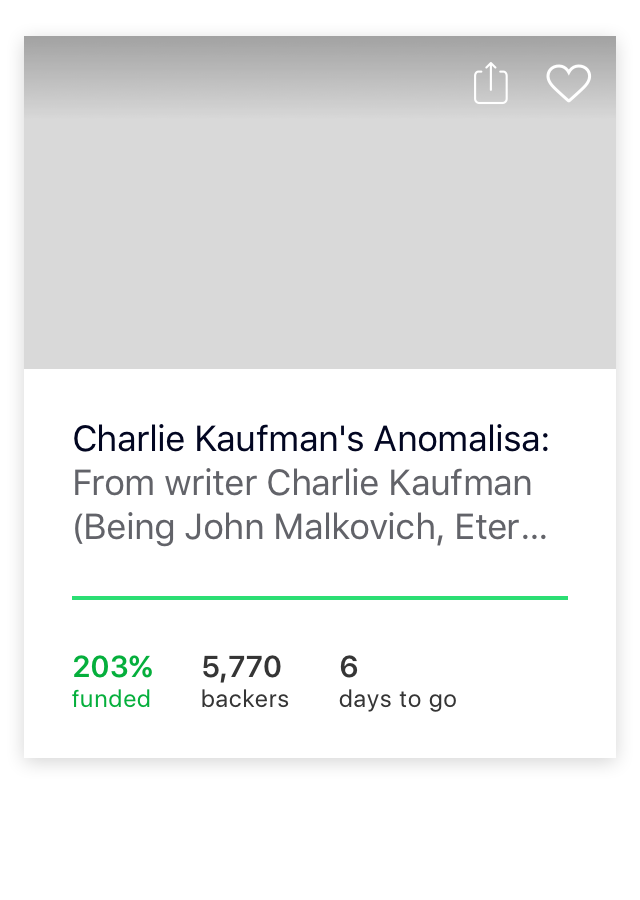 Charlie Kaufman's Anomalisa:
From writer Charlie Kaufman
(Being John Malkovich, Eter...
203% 5,770 6
funded backers days to go